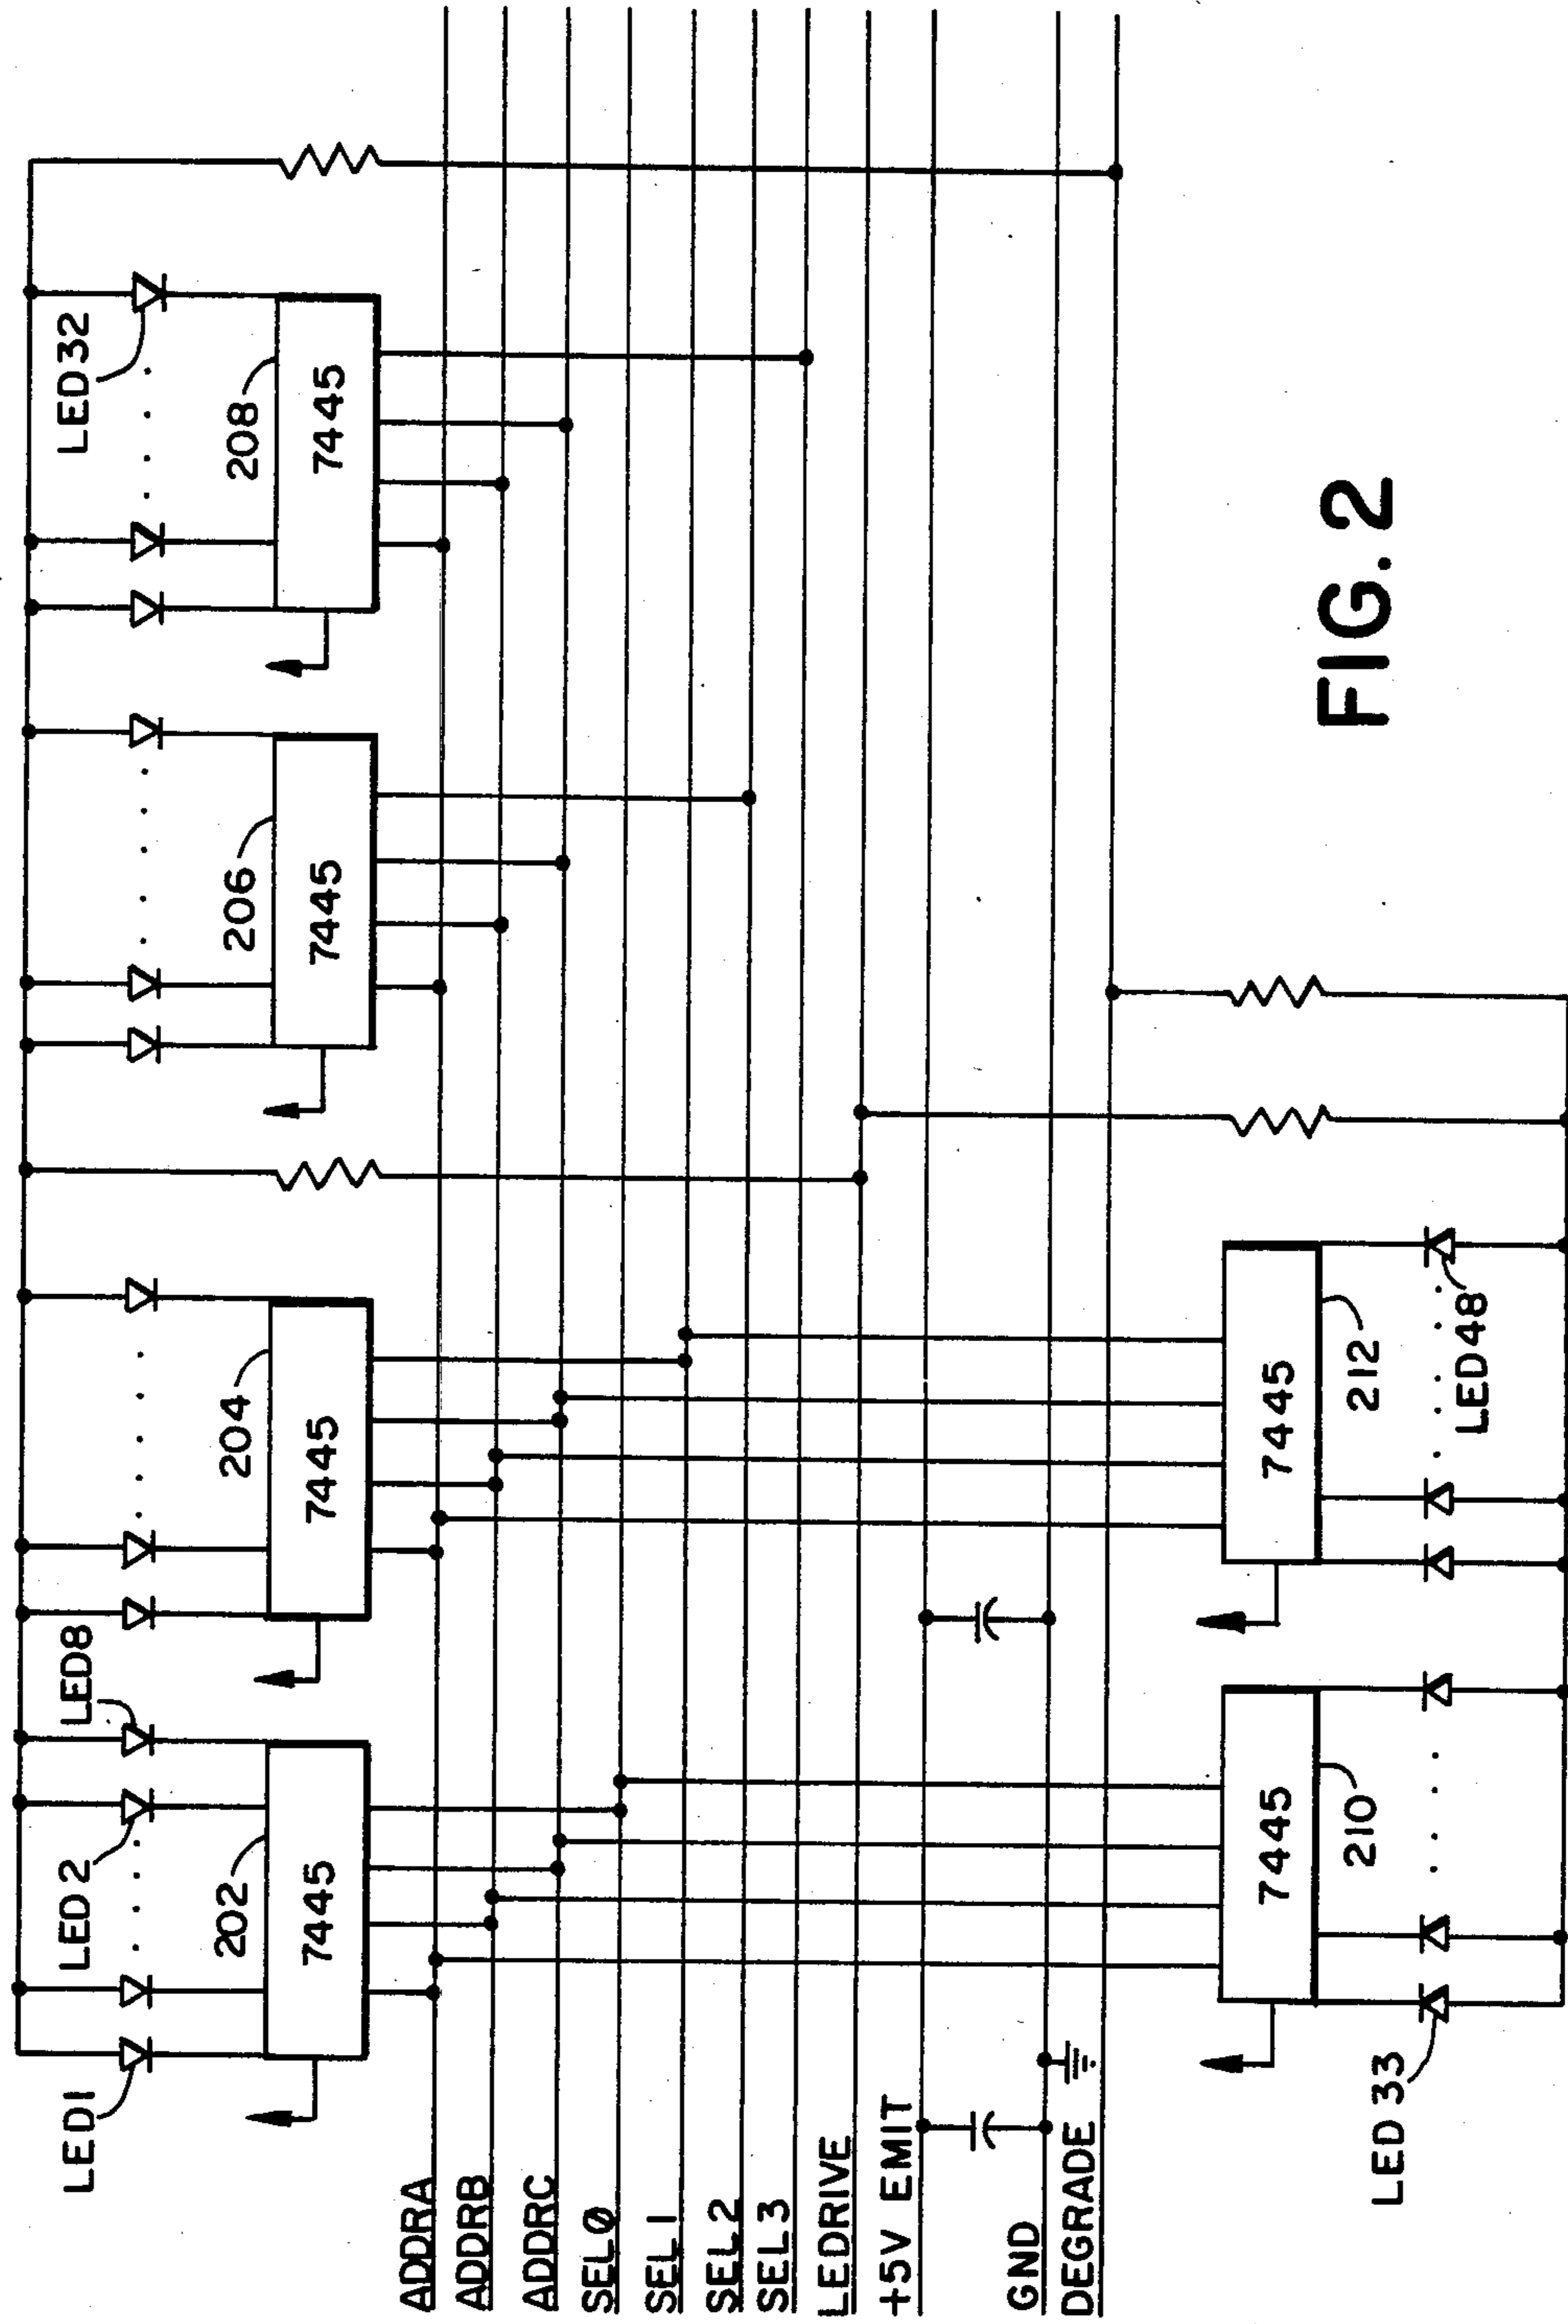 LED1
LED2
LED8
LED32
202
204
206
208
7445
7445
7445
7445
ADDRA
ADDRB
ADDRC
SELØ
SEL1
SEL2
SEL3
LEDRIVE
+5V EMIT
GND
DEGRADE
7445
7445
210
212
LED33
LED48
FIG. 2